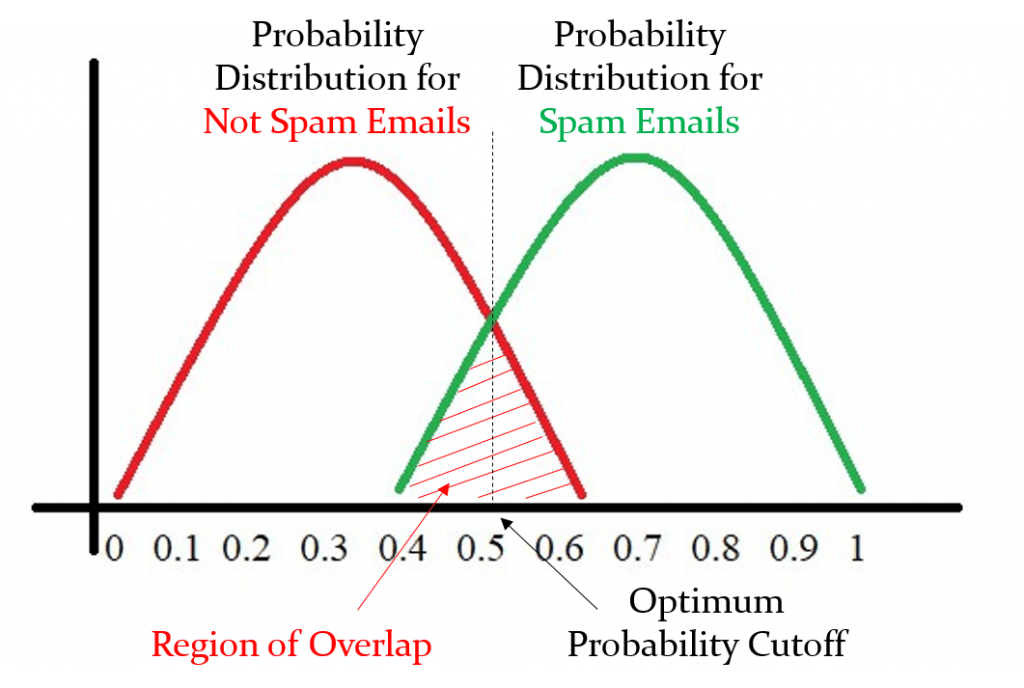 Probability
Distribution for
Not Spam Emails
Probability
Distribution for
Spam Emails
0 0.1 0.2 0.3 0.4 0.5 0.6 0.7 0.8 0.9 1
Region of Overlap
Optimum
Probability Cutoff